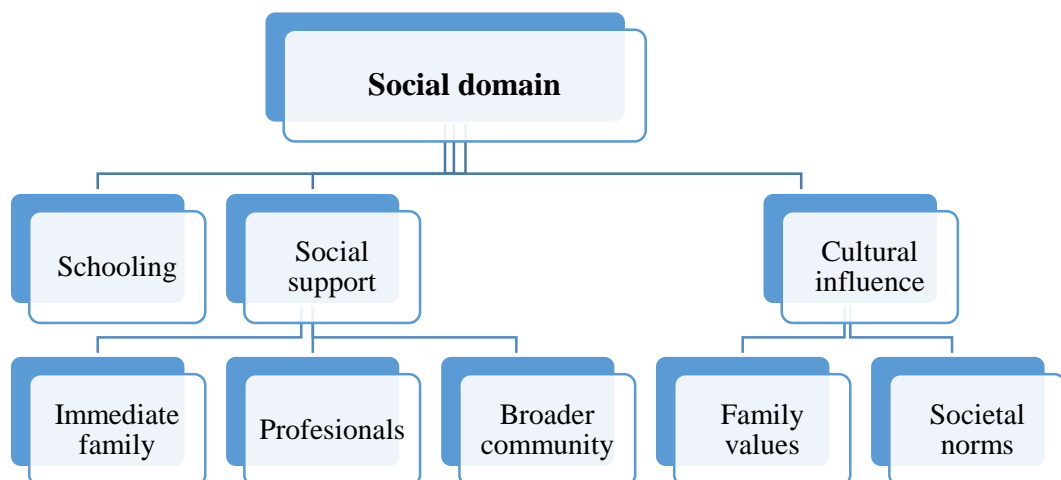 Social domain
Schooling
Social
support
Cultural
influence
Immediate
family
Profesionals
Broader
community
Family
values
Societal
norms